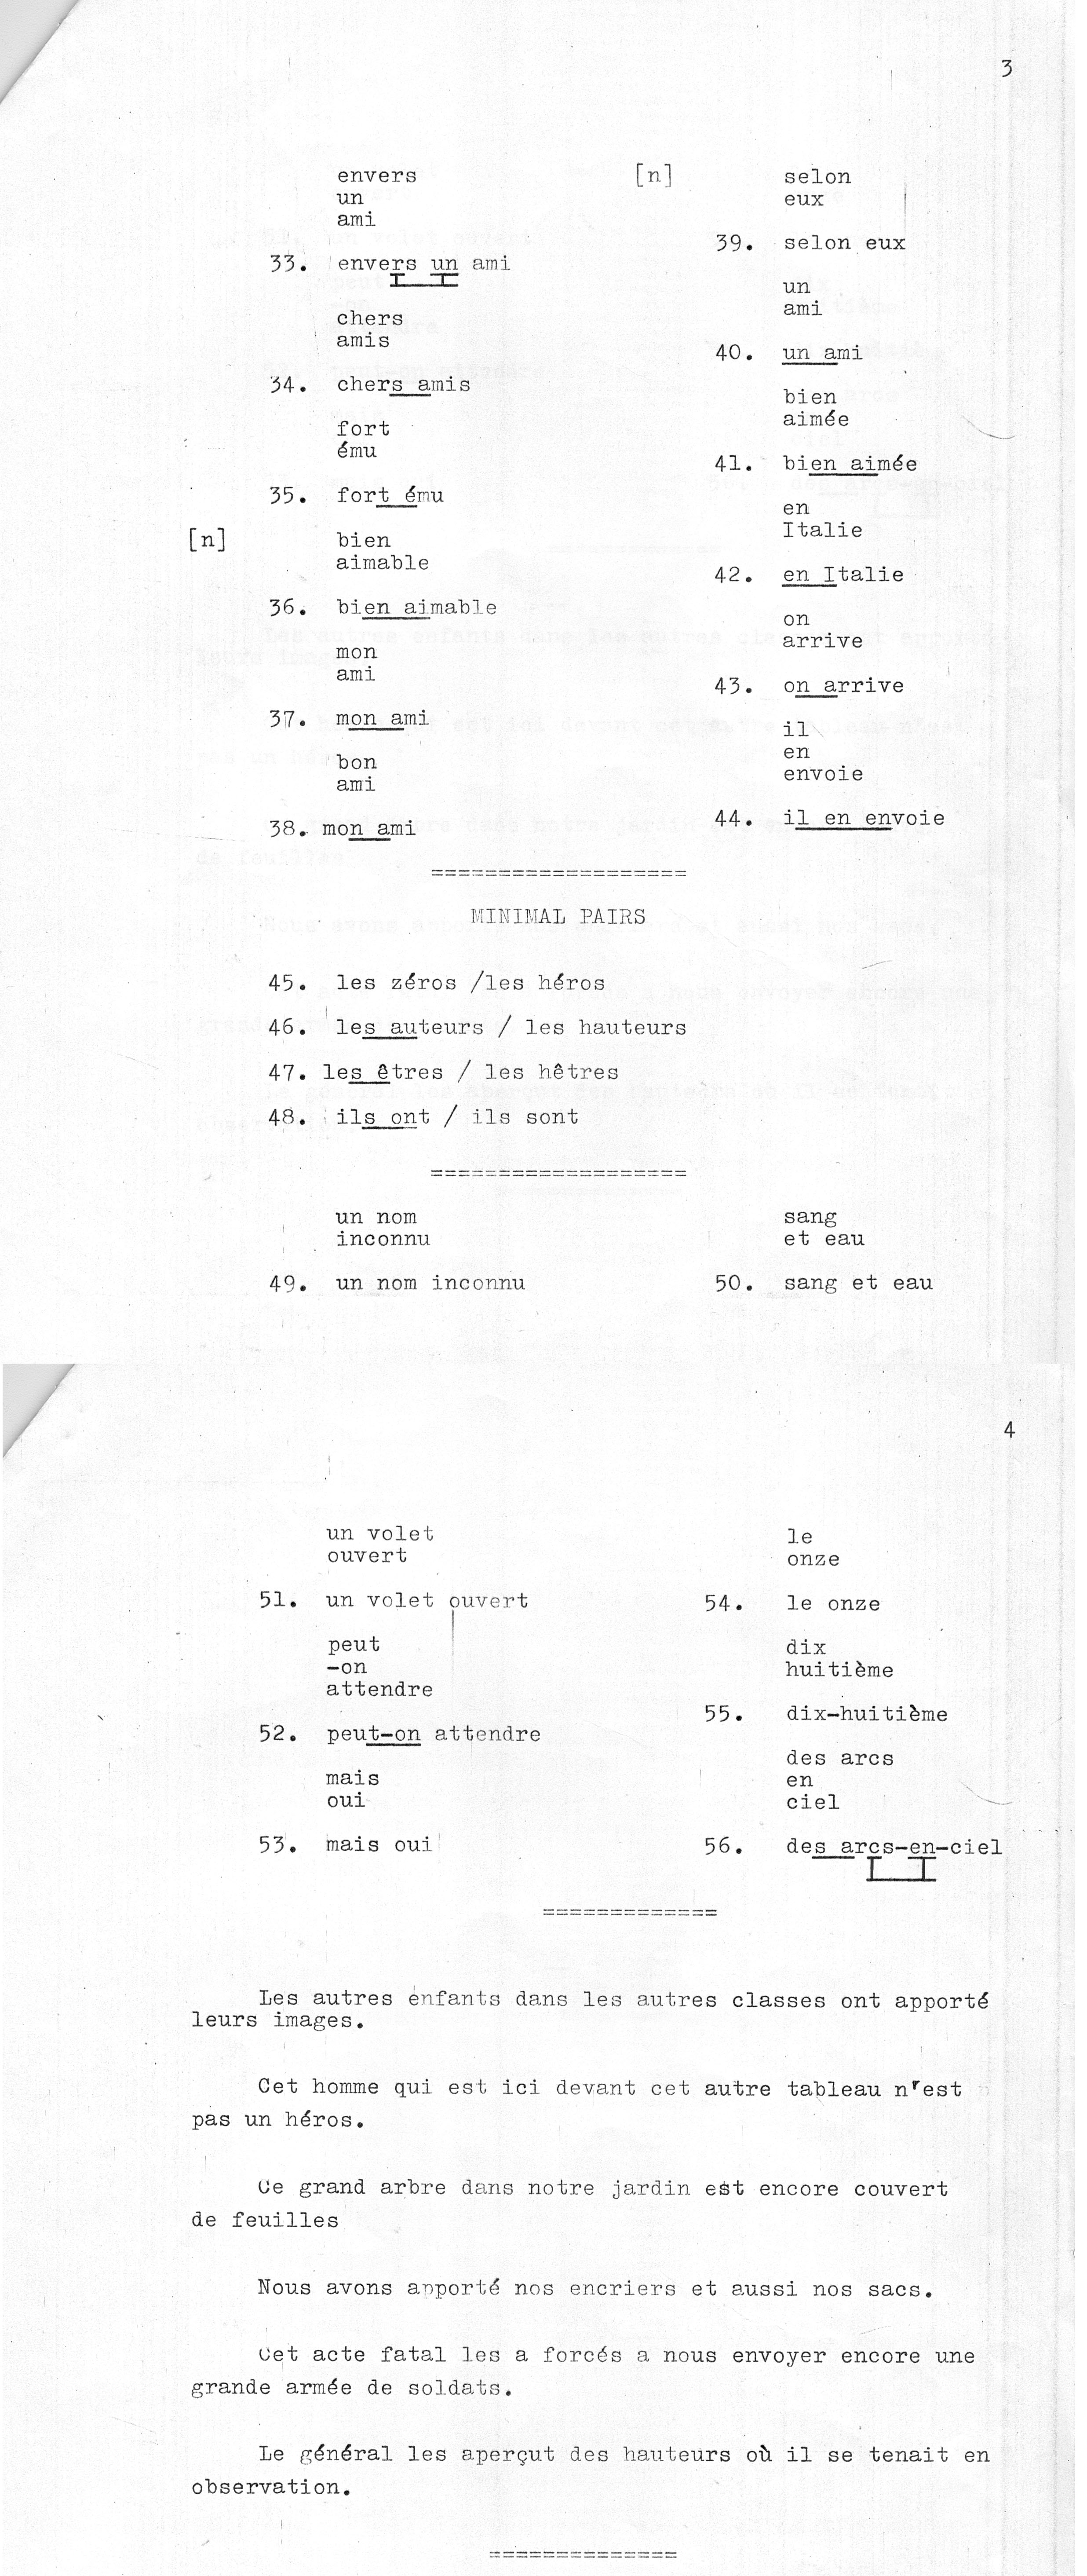 3
envers
un
ami
33. envers un ami
chers
amis
34. chers amis
fort
ému
35. fort ému
[n] bien
aimable
36. bien aimable
mon
ami
37. mon ami
bon
ami
38. mon ami
[n] selon
eux
39. selon eux
un
ami
40. un ami
bien
aimée
41. bien aimée
en
Italie
42. en Italie
on
arrive
43. on arrive
il
en
envoie
44. il en envoie
===================
MINIMAL PAIRS
45. les zéros /les héros
46. les auteurs / les hauteurs
47. les êtres / les hêtres
48. ils ont / ils sont
===================
un nom
inconnu
49. un nom inconnu
sang
et eau
50. sang et eau
4
un volet
ouvert
51. un volet ouvert
peut
-on
attendre
52. peut-on attendre
mais
oui
53. mais oui
le
onze
54. le onze
dix
huitième
55. dix-huitième
des arcs
en
ciel
56. des arcs-en-ciel
=============
Les autres enfants dans les autres classes ont apporté
leurs images.
Cet homme qui est ici devant cet autre tableau n'est
pas un héros.
Ce grand arbre dans notre jardin est encore couvert
de feuilles
Nous avons apporté nos encriers et aussi nos sacs.
Cet acte fatal les a forcés a nous envoyer encore une
grande armée de soldats.
Le général les aperçut des hauteurs où il se tenait en
observation.
==============